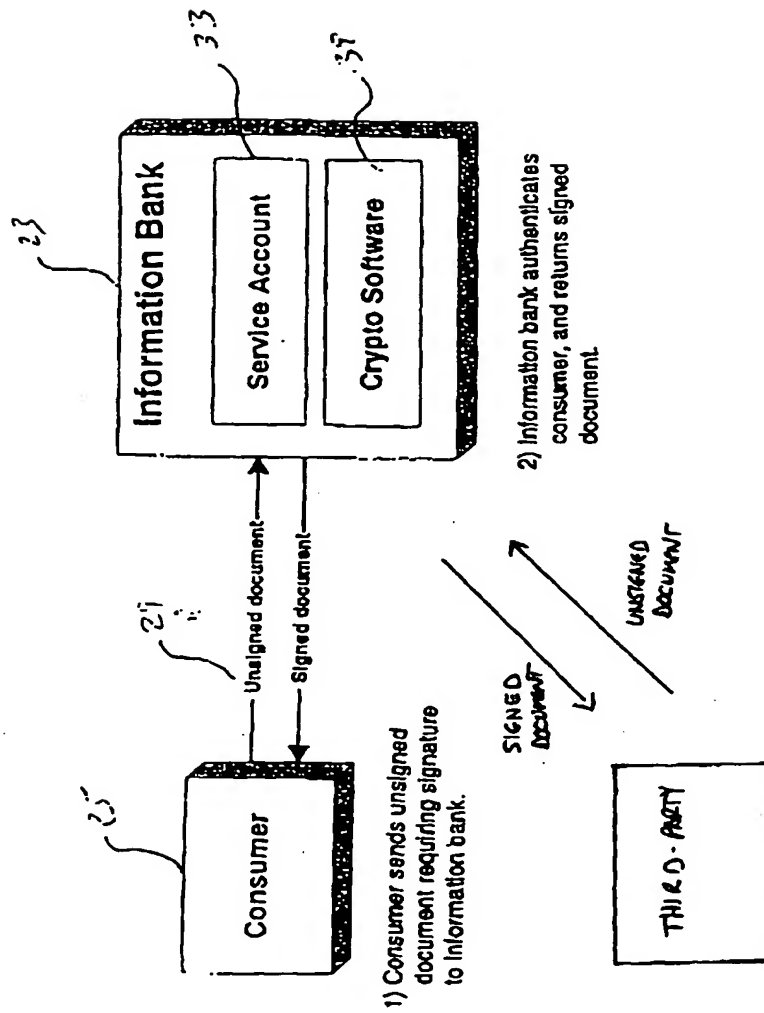 23
Information Bank
33
Service Account
Crypto Software
25
Consumer
Unsigned document
Signed document
1) Consumer sends unsigned
document requiring signature
to information bank.
2) Information bank authenticates
consumer, and returns signed
document.
SIGNED
DOCUMENT
UNSIGNED
DOCUMENT
THIRD-PARTY